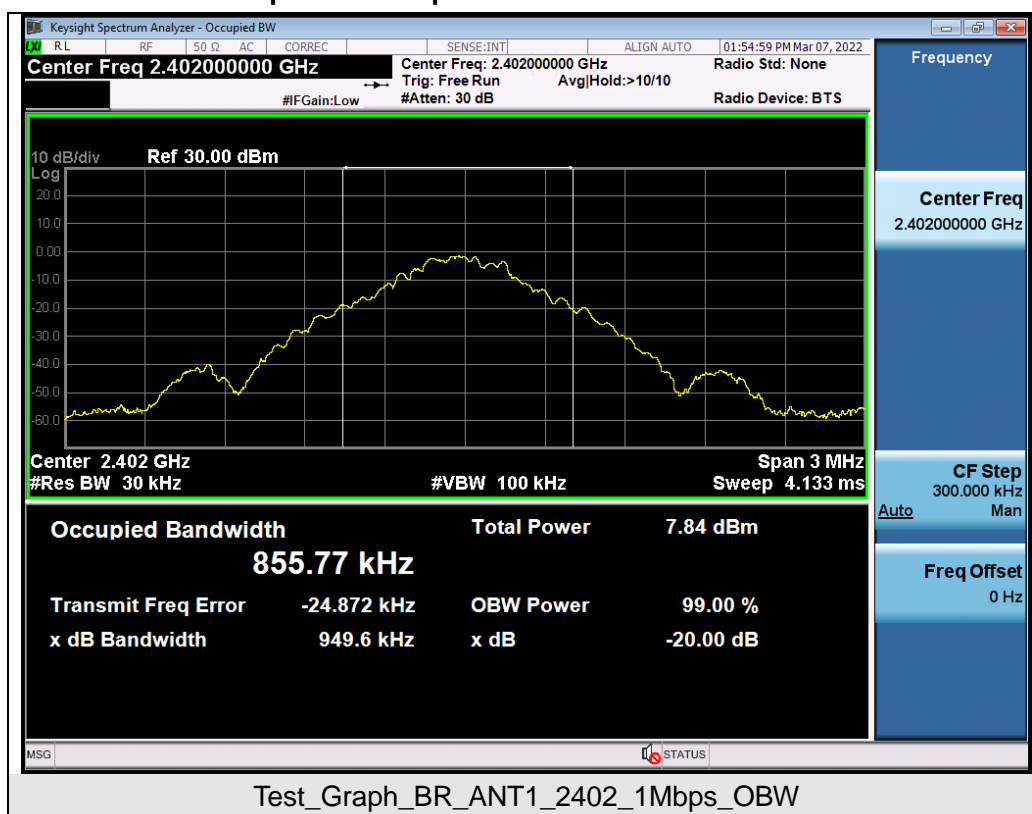 Keysight Spectrum Analyzer - Occupied BW
LXI RL RF 50 Ω AC CORREC SENSE:INT ALIGN AUTO 01:54:59 PM Mar 07, 2022
Center Freq 2.402000000 GHz
Center Freq: 2.402000000 GHz Radio Std: None
Trig: Free Run Avg|Hold:>10/10
#IFGain:Low #Atten: 30 dB Radio Device: BTS
Frequency
10 dB/div Ref 30.00 dBm
Log
20.0
10.0
0.00
-10.0
-20.0
-30.0
-40.0
-50.0
-60.0
Center 2.402 GHz Span 3 MHz
#Res BW 30 kHz #VBW 100 kHz Sweep 4.133 ms
Center Freq
2.402000000 GHz
CF Step
300.000 kHz
Auto Man
Freq Offset
0 Hz
Occupied Bandwidth Total Power 7.84 dBm
855.77 kHz
Transmit Freq Error -24.872 kHz OBW Power 99.00 %
x dB Bandwidth 949.6 kHz x dB -20.00 dB
MSG STATUS
Test_Graph_BR_ANT1_2402_1Mbps_OBW